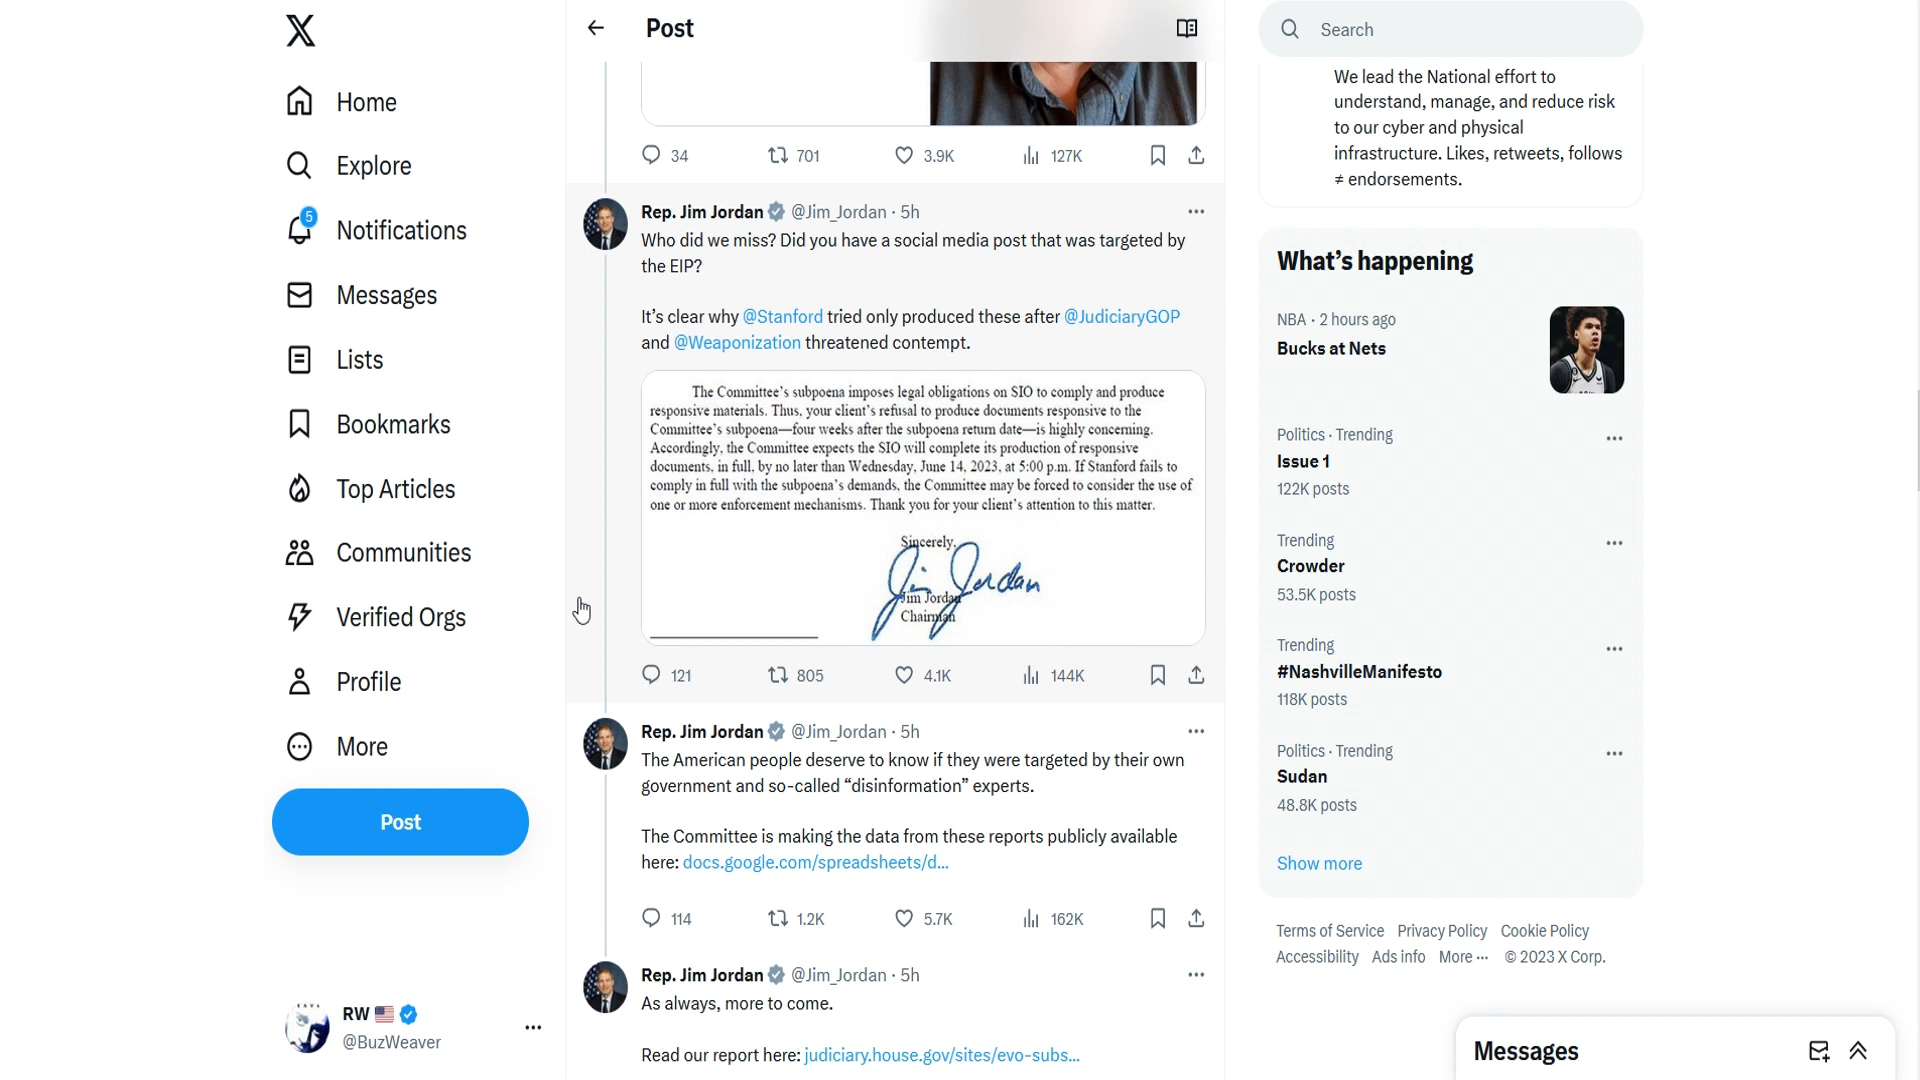 Home
Explore
5
Notifications
Messages
Lists
Bookmarks
Top Articles
Communities
Verified Orgs
Profile
More
Post
RW
@BuzWeaver
Post
34 701 3.9K 127K
Rep. Jim Jordan @Jim_Jordan · 5h
Who did we miss? Did you have a social media post that was targeted by
the EIP?
It’s clear why @Stanford tried only produced these after @JudiciaryGOP
and @Weaponization threatened contempt.
The Committee’s subpoena imposes legal obligations on SIO to comply and produce
responsive materials. Thus, your client’s refusal to produce documents responsive to the
Committee’s subpoena—four weeks after the subpoena return date—is highly concerning.
Accordingly, the Committee expects the SIO will complete its production of responsive
documents, in full, by no later than Wednesday, June 14, 2023, at 5:00 p.m. If Stanford fails to
comply in full with the subpoena’s demands, the Committee may be forced to consider the use of
one or more enforcement mechanisms. Thank you for your client’s attention to this matter.
Sincerely,
Jim Jordan
Jim Jordan
Chairman
121 805 4.1K 144K
Rep. Jim Jordan @Jim_Jordan · 5h
The American people deserve to know if they were targeted by their own
government and so-called “disinformation” experts.
The Committee is making the data from these reports publicly available
here: docs.google.com/spreadsheets/d...
114 1.2K 5.7K 162K
Rep. Jim Jordan @Jim_Jordan · 5h
As always, more to come.
Read our report here: judiciary.house.gov/sites/evo-subs...
Search
We lead the National effort to
understand, manage, and reduce risk
to our cyber and physical
infrastructure. Likes, retweets, follows
≠ endorsements.
What’s happening
NBA · 2 hours ago
Bucks at Nets
Politics · Trending
Issue 1
122K posts
Trending
Crowder
53.5K posts
Trending
#NashvilleManifesto
118K posts
Politics · Trending
Sudan
48.8K posts
Show more
Terms of Service Privacy Policy Cookie Policy
Accessibility Ads info More ··· © 2023 X Corp.
Messages